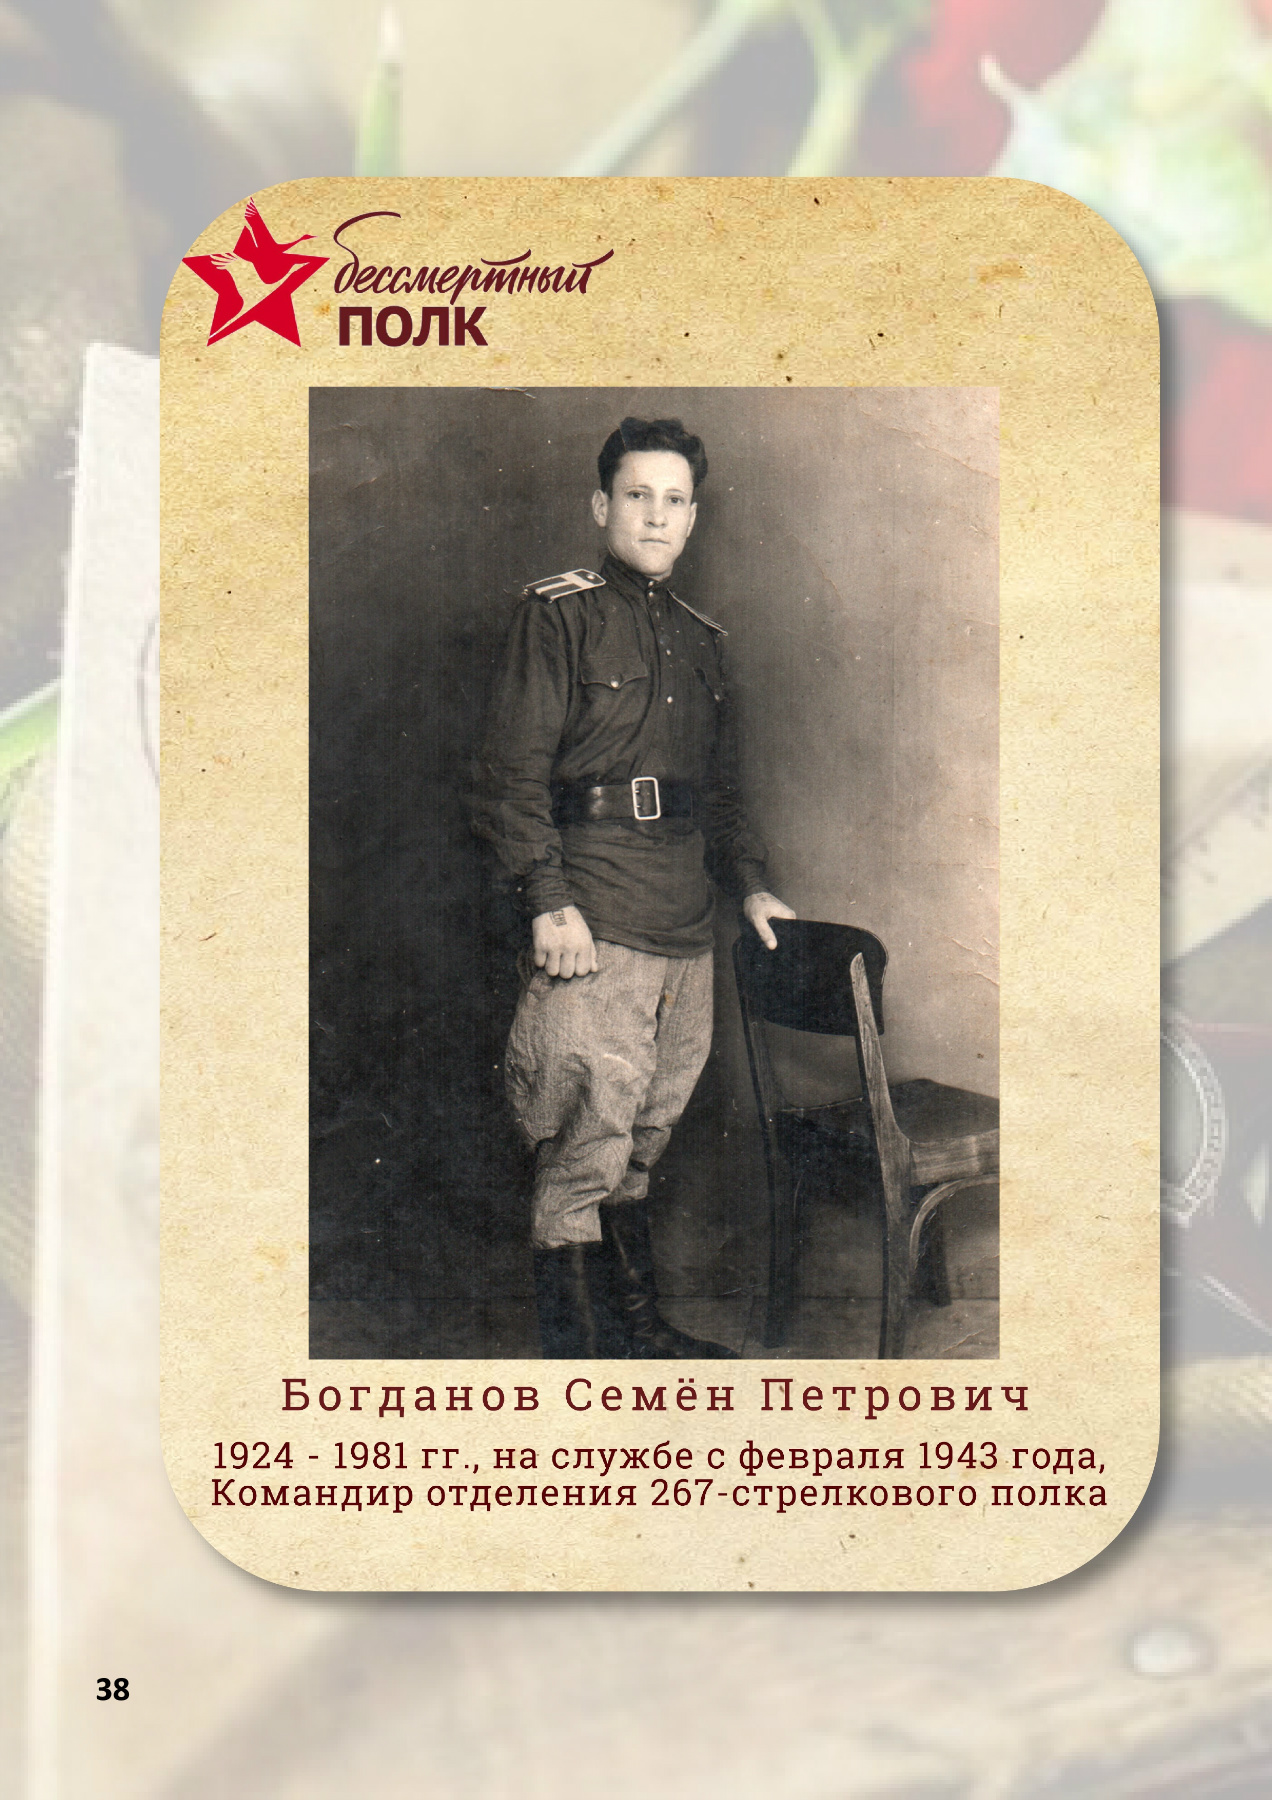 бессмертный
ПОЛК
Богданов Семён Петрович
1924 - 1981 гг., на службе с февраля 1943 года,
Командир отделения 267-стрелкового полка
38